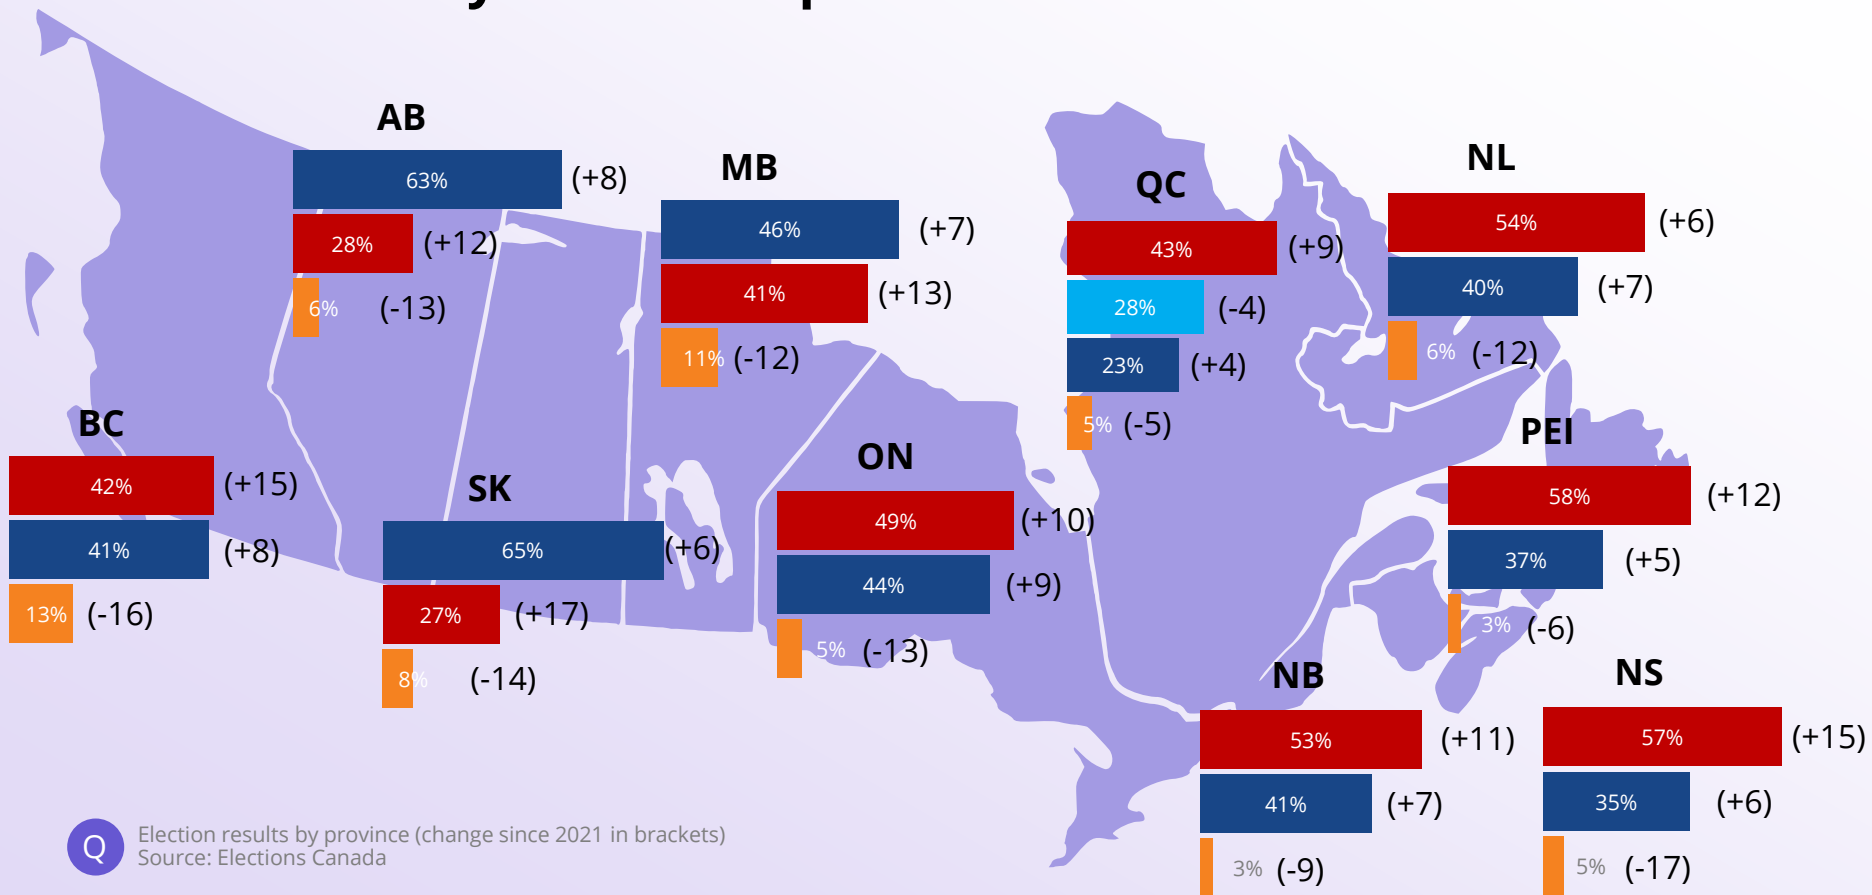 AB
63% (+8)
28% (+12)
6% (-13)
MB
46% (+7)
41% (+13)
11% (-12)
QC
43% (+9)
28% (-4)
23% (+4)
5% (-5)
NL
54% (+6)
40% (+7)
6% (-12)
BC
42% (+15)
41% (+8)
13% (-16)
SK
65% (+6)
27% (+17)
8% (-14)
ON
49% (+10)
44% (+9)
5% (-13)
PEI
58% (+12)
37% (+5)
3% (-6)
NB
53% (+11)
41% (+7)
3% (-9)
NS
57% (+15)
35% (+6)
5% (-17)
Q
Election results by province (change since 2021 in brackets)
Source: Elections Canada